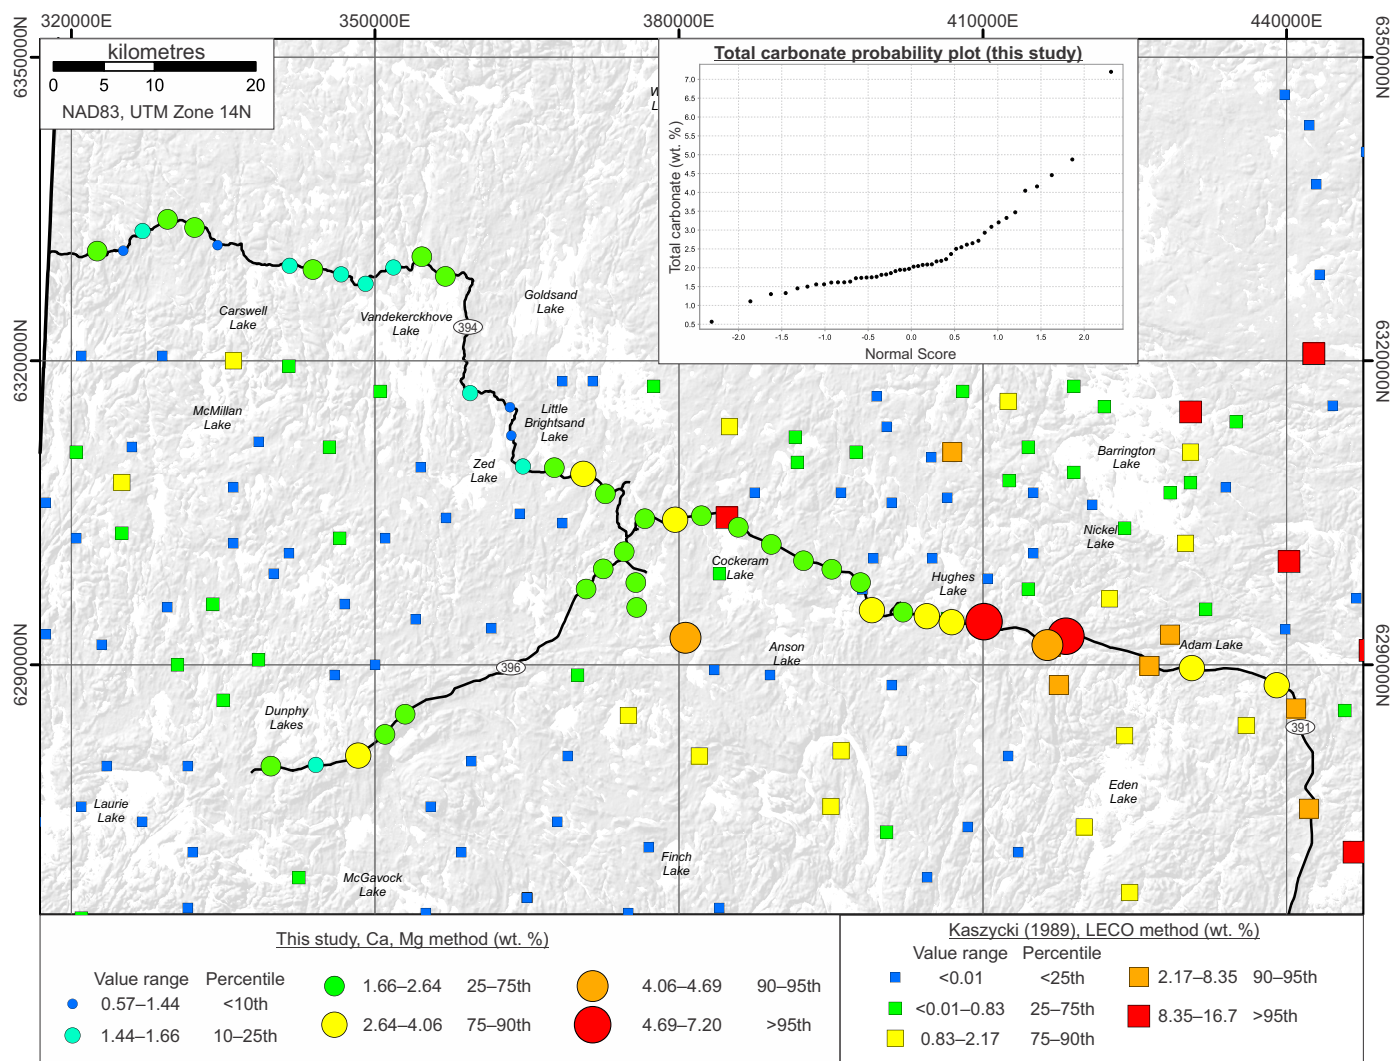 320000E
350000E
380000E
410000E
440000E
6350000N
6320000N
6290000N
6350000N
6320000N
6290000N
kilometres
0 5 10 20
NAD83, UTM Zone 14N
Total carbonate probability plot (this study)
Total carbonate (wt. %)
7.0
6.5
6.0
5.5
5.0
4.5
4.0
3.5
3.0
2.5
2.0
1.5
1.0
0.5
-2.0 -1.5 -1.0 -0.5 0.0 0.5 1.0 1.5 2.0
Normal Score
Carswell
Lake
Vandekerckhove
Lake
Goldsand
Lake
394
McMillan
Lake
Little
Brightsand
Lake
Zed
Lake
Barrington
Lake
Nickel
Lake
Cockeram
Lake
Hughes
Lake
Anson
Lake
Adam Lake
396
Dunphy
Lakes
391
Eden
Lake
Laurie
Lake
Finch
Lake
McGavock
Lake
This study, Ca, Mg method (wt. %)
Value range Percentile
0.57–1.44 <10th
1.44–1.66 10–25th
1.66–2.64 25–75th
2.64–4.06 75–90th
4.06–4.69 90–95th
4.69–7.20 >95th
Kaszycki (1989), LECO method (wt. %)
Value range Percentile
<0.01 <25th
<0.01–0.83 25–75th
0.83–2.17 75–90th
2.17–8.35 90–95th
8.35–16.7 >95th